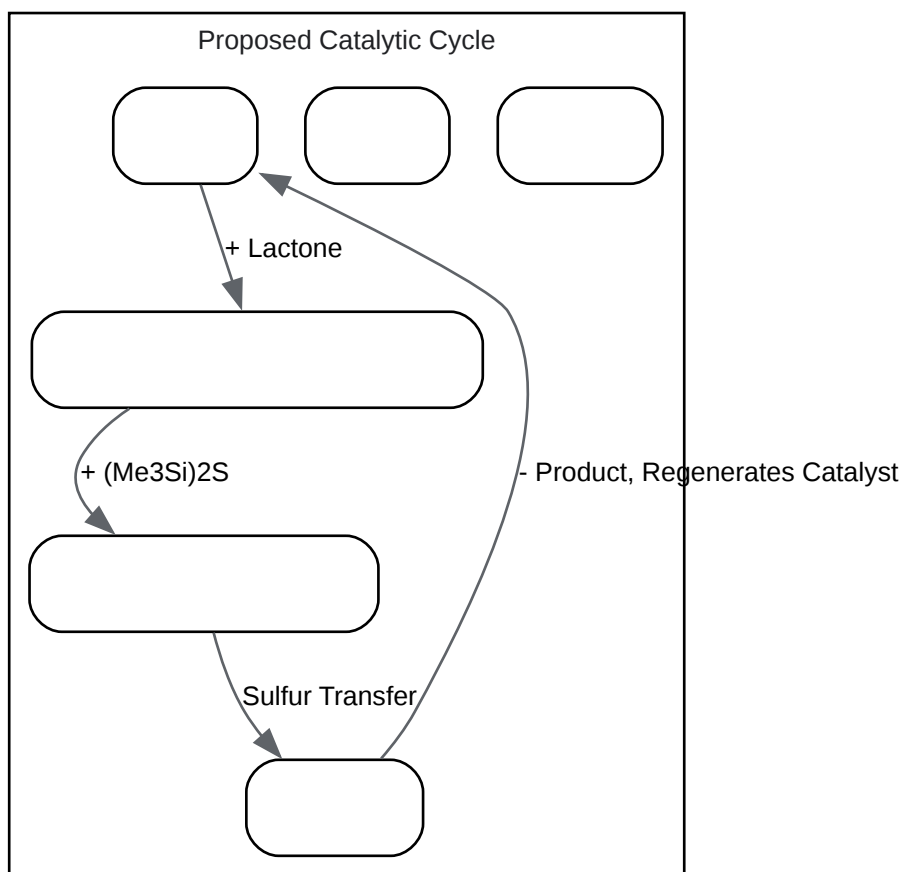 Proposed Catalytic Cycle
+ Lactone
+ (Me3Si)2S
- Product, Regenerates Catalyst
Sulfur Transfer